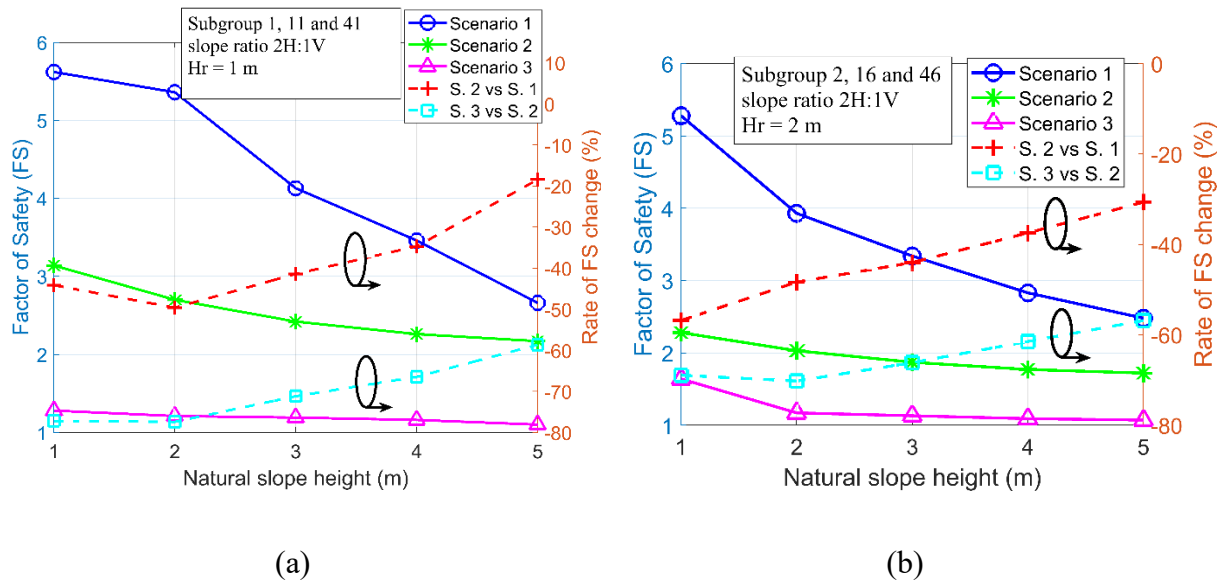 Subgroup 1, 11 and 41
slope ratio 2H:1V
Hr = 1 m
Scenario 1
Scenario 2
Scenario 3
S. 2 vs S. 1
S. 3 vs S. 2
Factor of Safety (FS)
6
5
4
3
2
1
10
0
-10
-20
-30
-40
-50
-60
-70
-80
Rate of FS change (%)
1 2 3 4 5
Natural slope height (m)
(a)
Subgroup 2, 16 and 46
slope ratio 2H:1V
Hr = 2 m
Scenario 1
Scenario 2
Scenario 3
S. 2 vs S. 1
S. 3 vs S. 2
Factor of Safety (FS)
6
5
4
3
2
1
0
-20
-40
-60
-80
Rate of FS change (%)
1 2 3 4 5
Natural slope height (m)
(b)